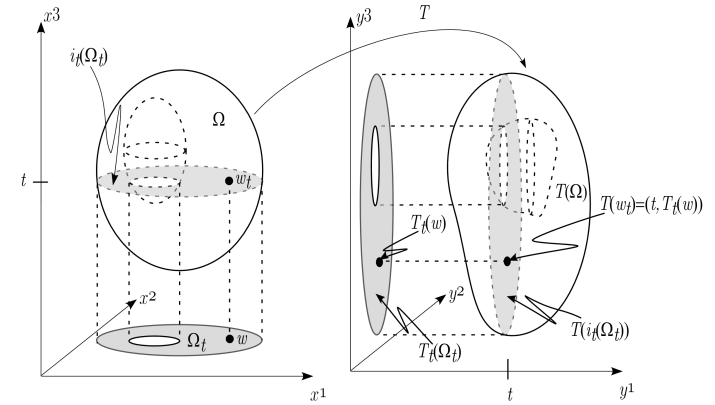 x3
i_t(Ω_t)
Ω
t
w_t
x2
Ω_t
w
x1
T
y3
T(Ω)
T(w_t)=(t, T_t(w))
T_t(w)
y2
T_t(Ω_t)
T(i_t(Ω_t))
t
y1